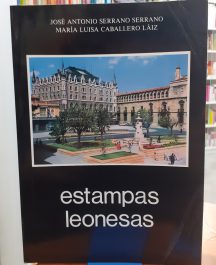 JOSÉ ANTONIO SERRANO SERRANO
MARÍA LUISA CABALLERO LÁIZ
estampas
leonesas